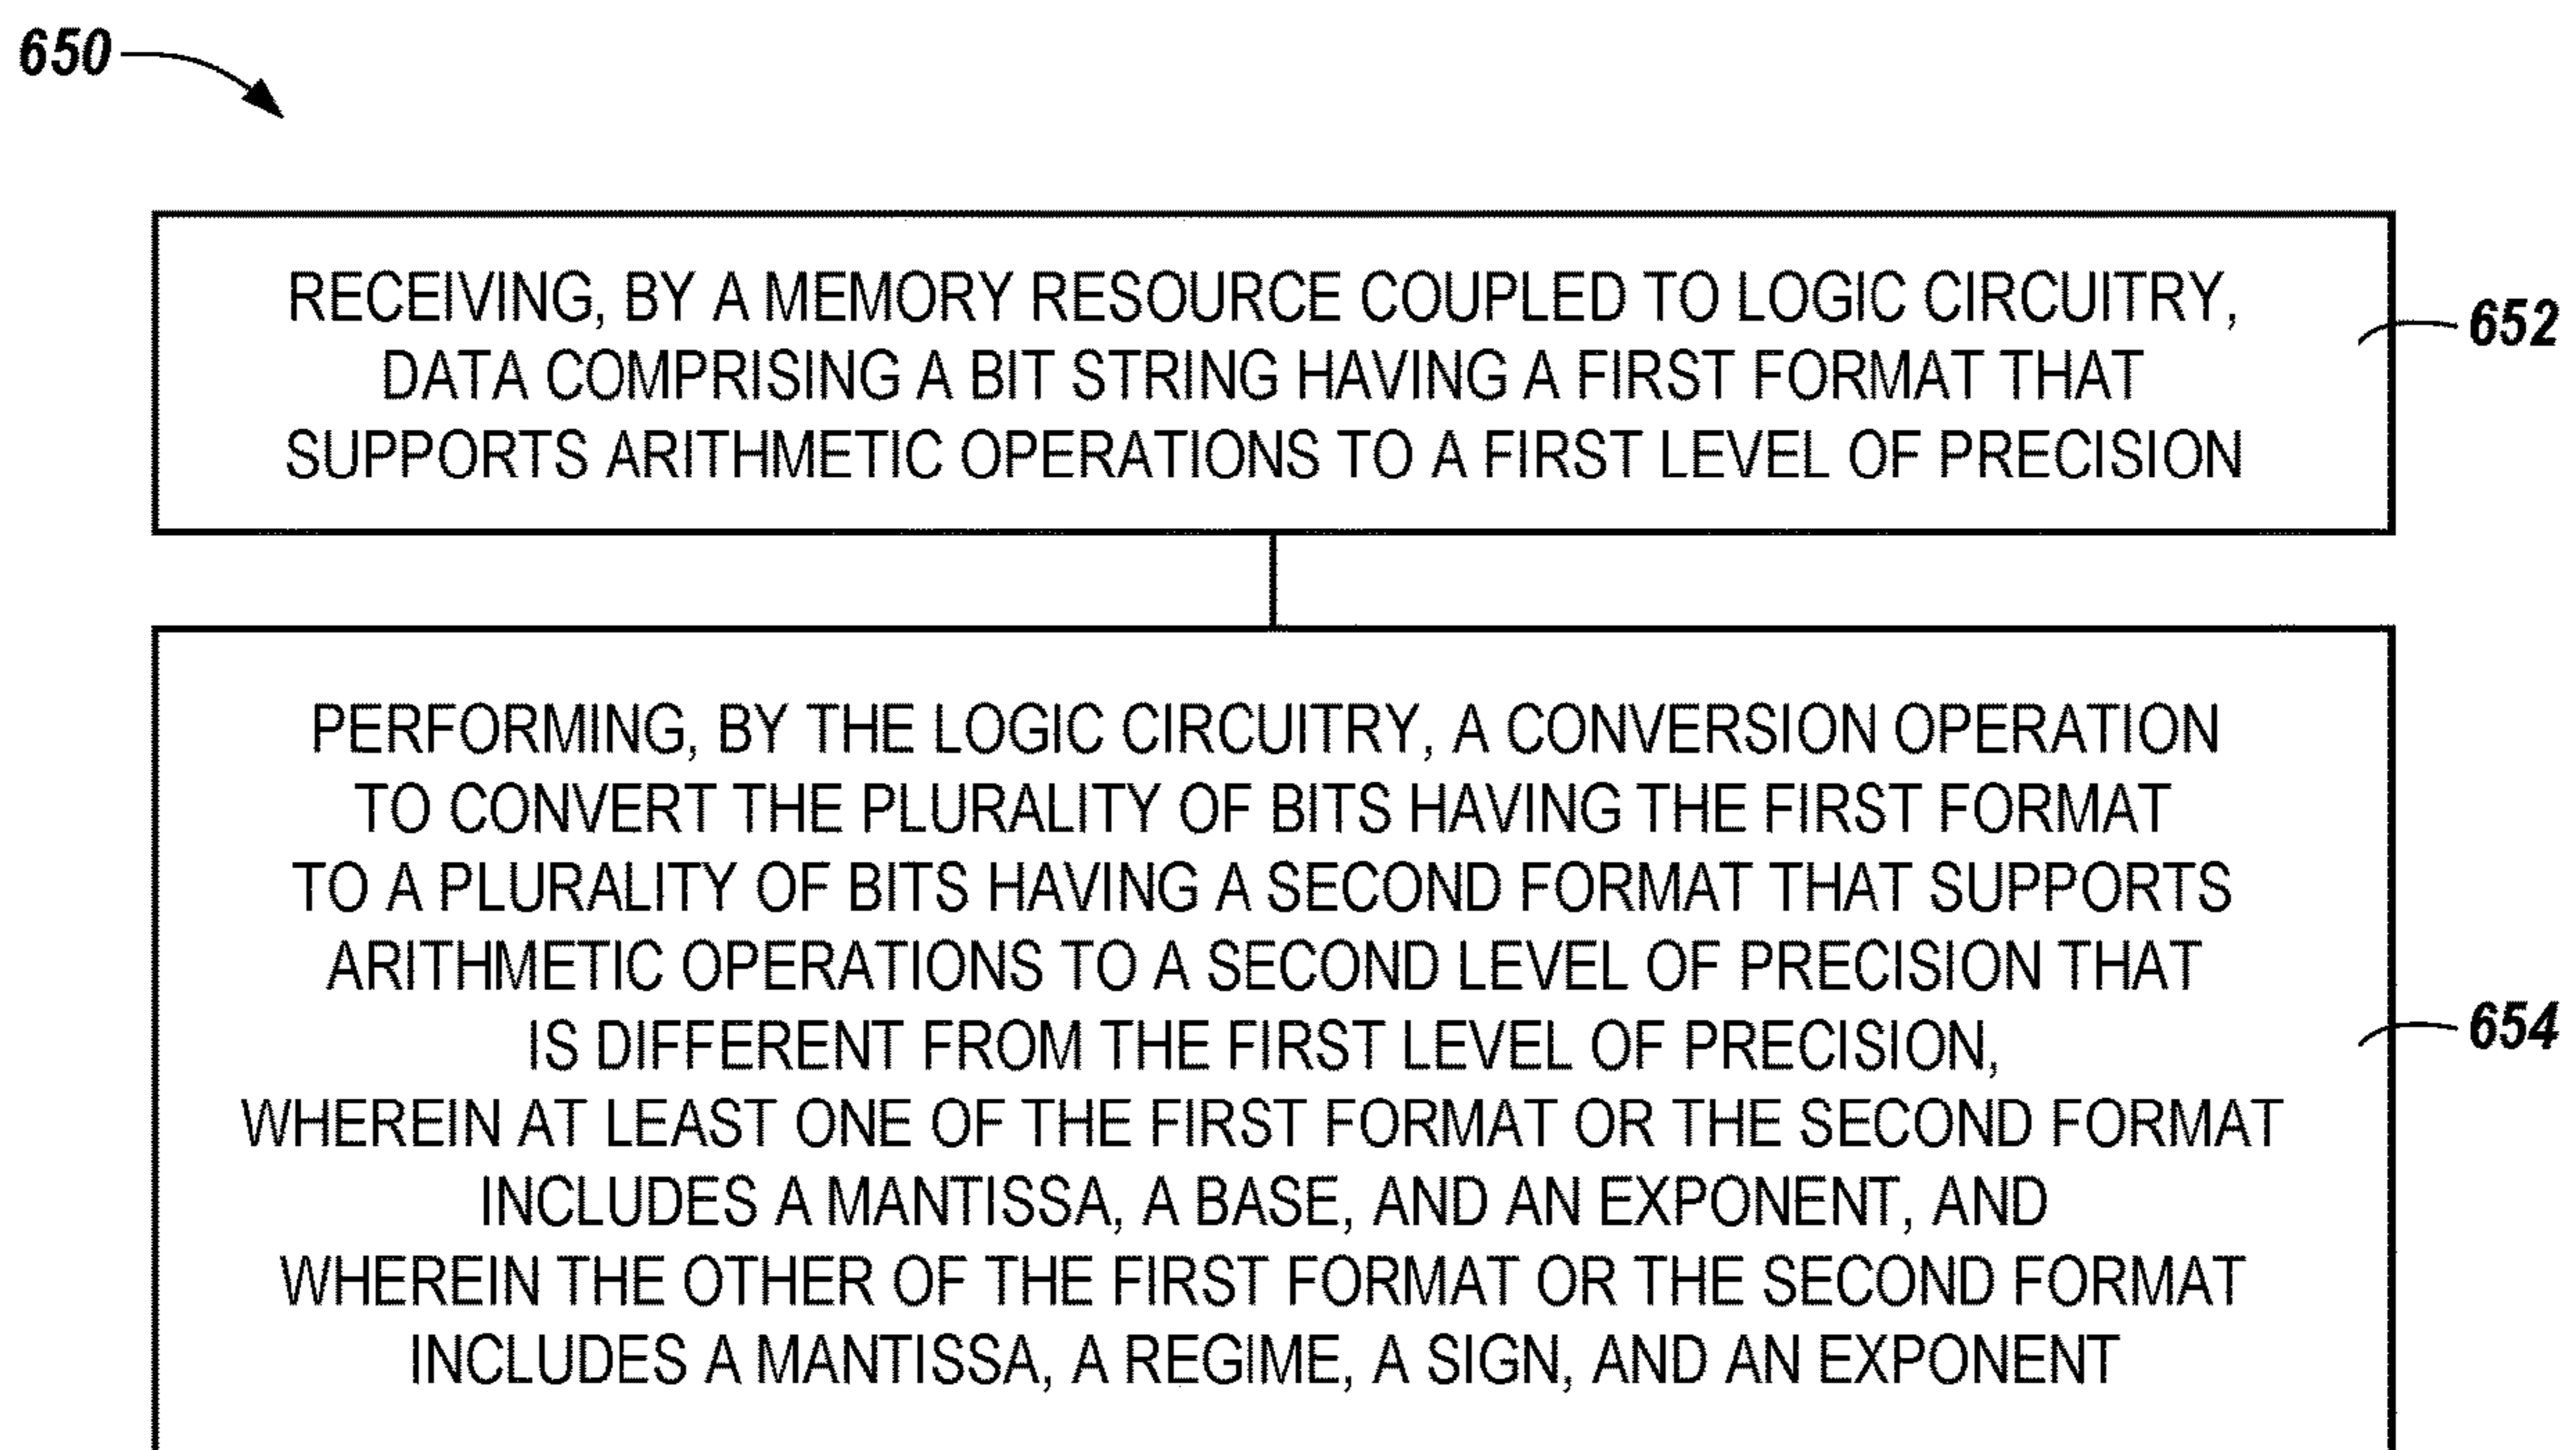 650
RECEIVING, BY A MEMORY RESOURCE COUPLED TO LOGIC CIRCUITRY,
DATA COMPRISING A BIT STRING HAVING A FIRST FORMAT THAT
SUPPORTS ARITHMETIC OPERATIONS TO A FIRST LEVEL OF PRECISION
652
PERFORMING, BY THE LOGIC CIRCUITRY, A CONVERSION OPERATION
TO CONVERT THE PLURALITY OF BITS HAVING THE FIRST FORMAT
TO A PLURALITY OF BITS HAVING A SECOND FORMAT THAT SUPPORTS
ARITHMETIC OPERATIONS TO A SECOND LEVEL OF PRECISION THAT
IS DIFFERENT FROM THE FIRST LEVEL OF PRECISION,
WHEREIN AT LEAST ONE OF THE FIRST FORMAT OR THE SECOND FORMAT
INCLUDES A MANTISSA, A BASE, AND AN EXPONENT, AND
WHEREIN THE OTHER OF THE FIRST FORMAT OR THE SECOND FORMAT
INCLUDES A MANTISSA, A REGIME, A SIGN, AND AN EXPONENT
654